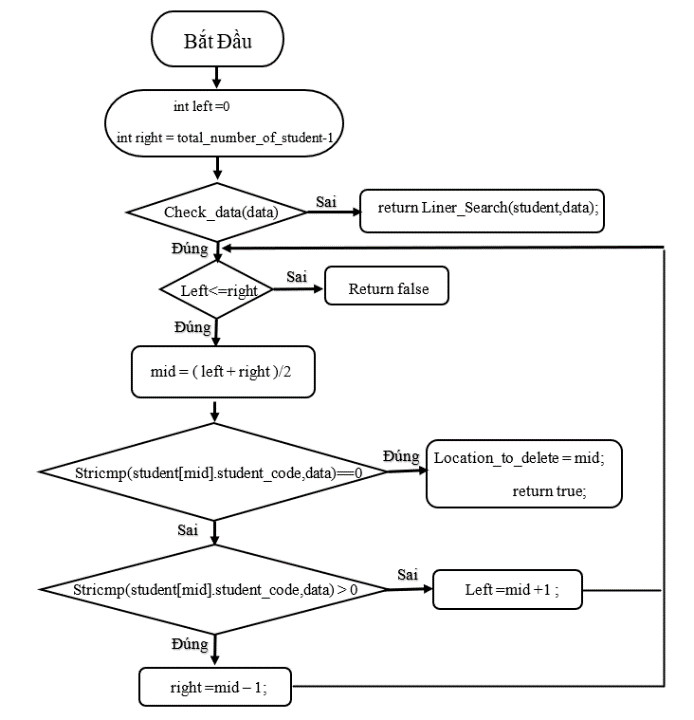 Bắt Đầu
int left =0
int right = total_number_of_student-1
Check_data(data)
Sai
return Liner_Search(student,data);
Đúng
Left<=right
Sai
Return false
Đúng
mid = ( left + right )/2
Stricmp(student[mid].student_code,data)==0
Đúng
Location_to_delete = mid;
return true;
Sai
Stricmp(student[mid].student_code,data) > 0
Sai
Left =mid +1 ;
Đúng
right =mid – 1;